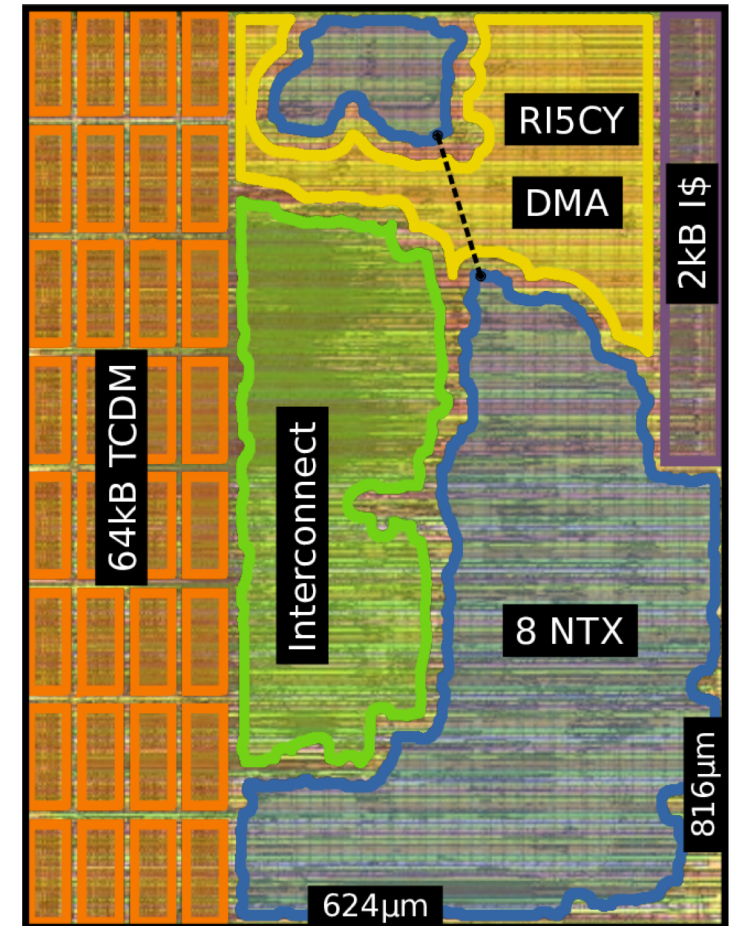 RI5CY
DMA
2kB I$
64kB TCDM
Interconnect
8 NTX
816μm
624μm